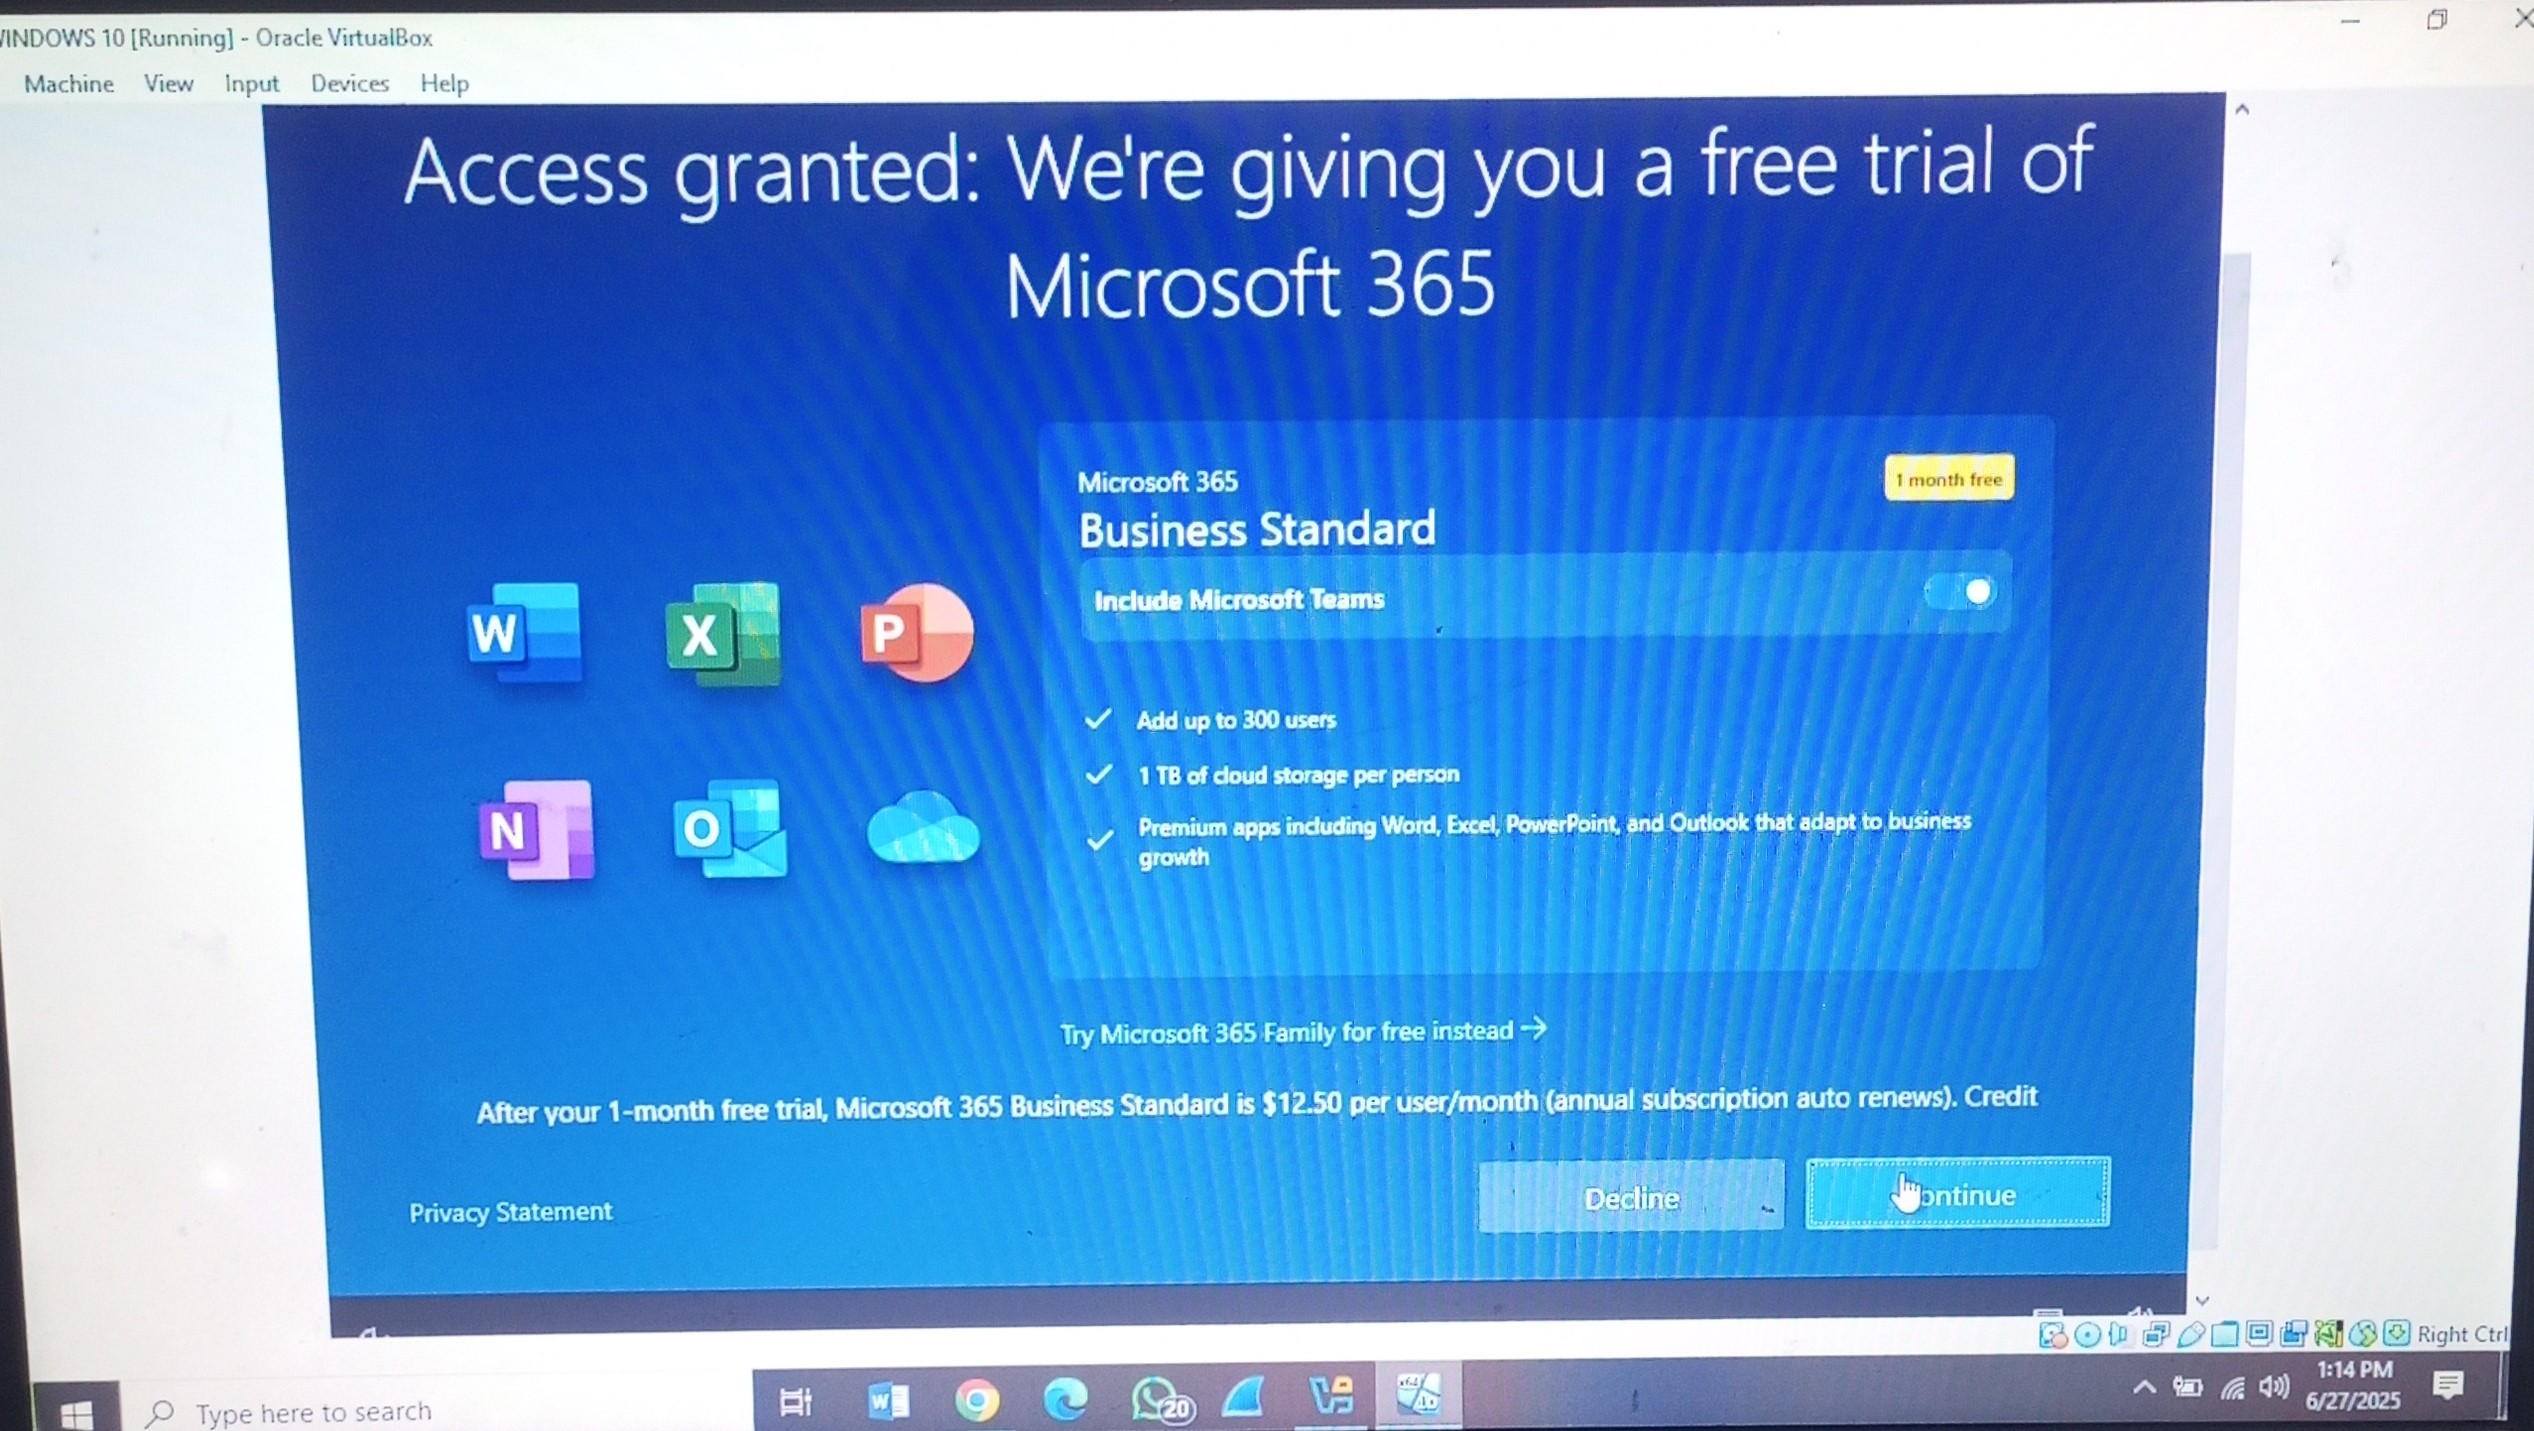 INDOWS 10 [Running] - Oracle VirtualBox
Machine View Input Devices Help
Access granted: We're giving you a free trial of
Microsoft 365
Microsoft 365
1 month free
Business Standard
Include Microsoft Teams
W
X
P
N
O
Add up to 300 users
1 TB of cloud storage per person
Premium apps including Word, Excel, PowerPoint, and Outlook that adapt to business
growth
Try Microsoft 365 Family for free instead →
After your 1-month free trial, Microsoft 365 Business Standard is $12.50 per user/month (annual subscription auto renews). Credit
Privacy Statement
Decline
ontinue
Right Ctrl
Type here to search
W
20
1:14 PM
6/27/2025